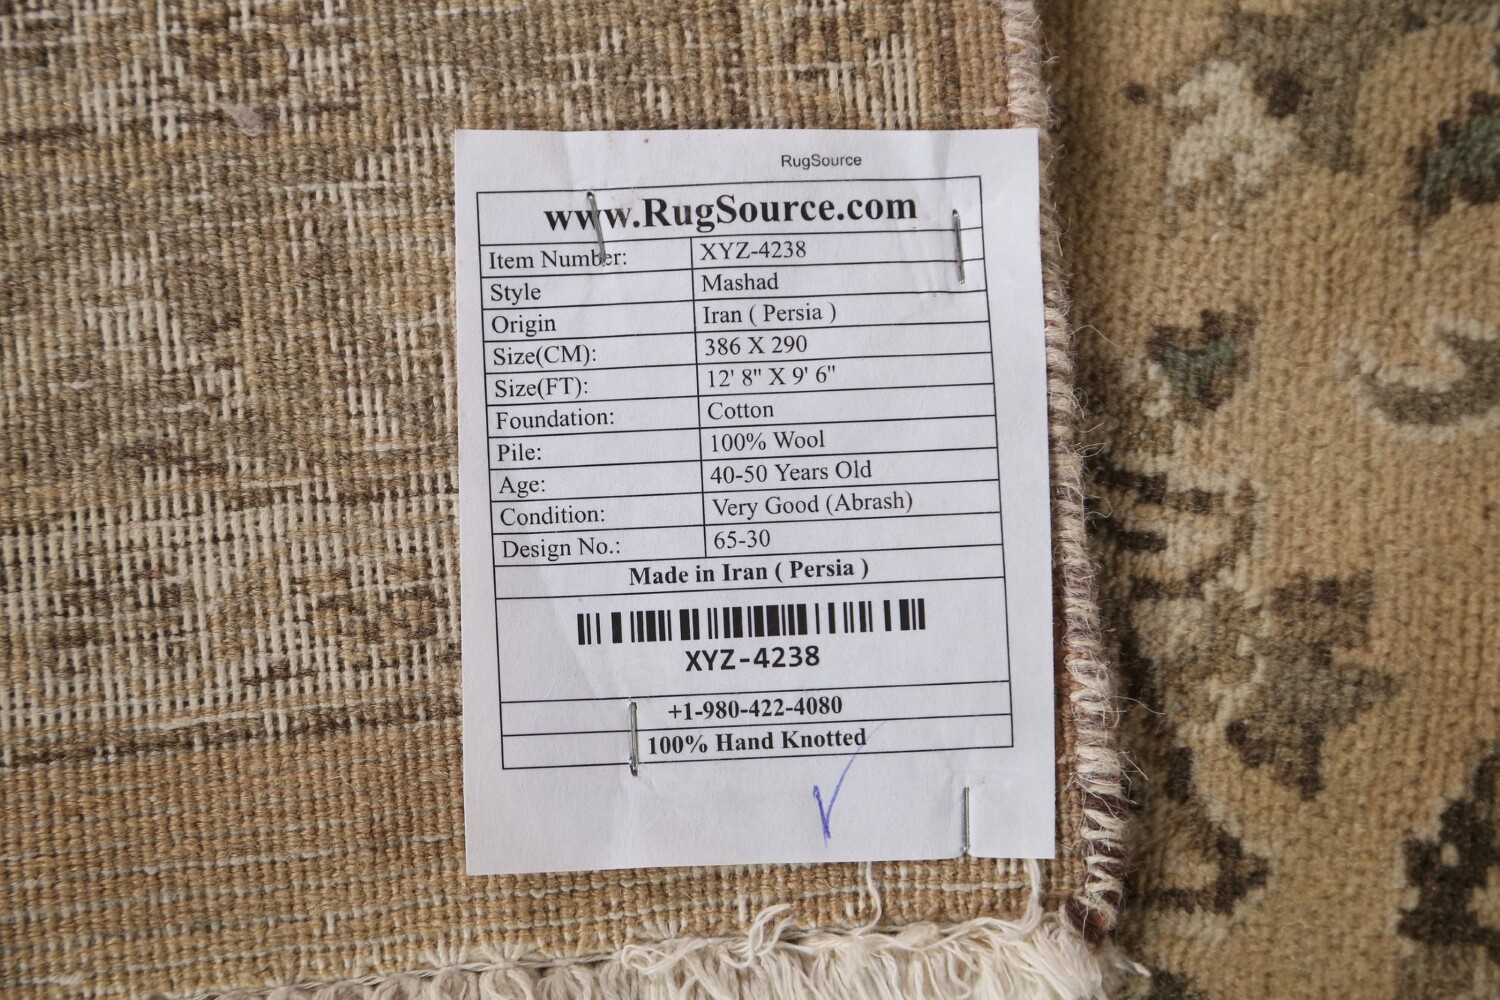 RugSource
www.RugSource.com
Item Number: XYZ-4238
Style Mashad
Origin Iran ( Persia )
Size(CM): 386 X 290
Size(FT): 12' 8" X 9' 6"
Foundation: Cotton
Pile: 100% Wool
Age: 40-50 Years Old
Condition: Very Good (Abrash)
Design No.: 65-30
Made in Iran ( Persia )
XYZ-4238
+1-980-422-4080
100% Hand Knotted